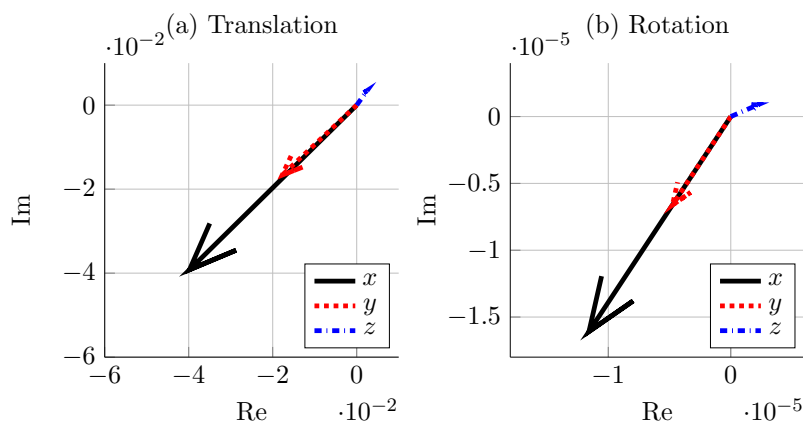 (a) Translation
·10⁻²
0
−2
−4
−6
Im
−6 −4 −2 0
Re ·10⁻²
x
y
z
(b) Rotation
·10⁻⁵
0
−0.5
−1
−1.5
Im
−1 0
Re ·10⁻⁵
x
y
z